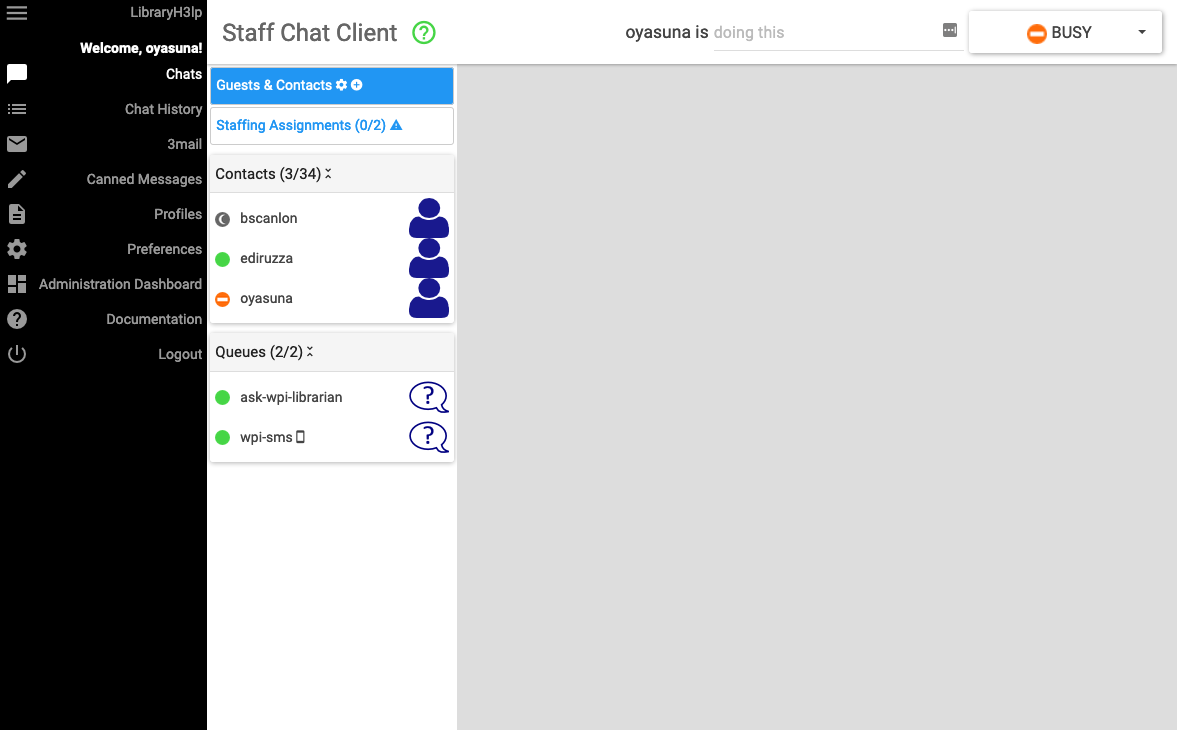 LibraryH3lp
Welcome, oyasuna!
Chats
Chat History
3mail
Canned Messages
Profiles
Preferences
Administration Dashboard
Documentation
Logout
Staff Chat Client
oyasuna is doing this
BUSY
Guests & Contacts
Staffing Assignments (0/2)
Contacts (3/34)
bscanlon
ediruzza
oyasuna
Queues (2/2)
ask-wpi-librarian
?
wpi-sms
?